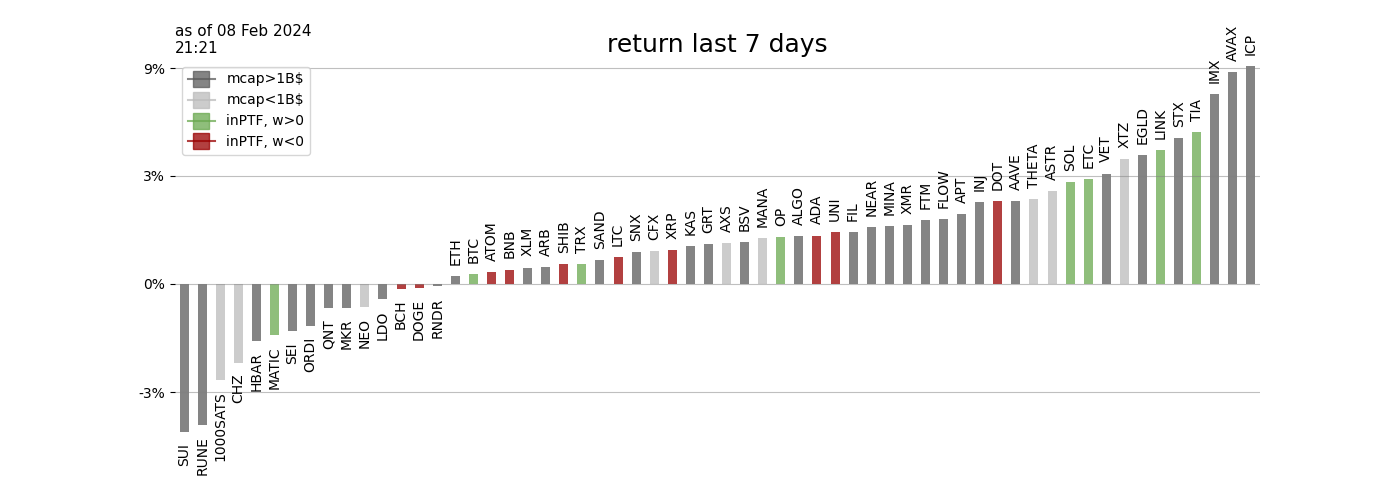 as of 08 Feb 2024
21:21
return last 7 days
mcap>1B$
mcap<1B$
inPTF, w>0
inPTF, w<0
9%
3%
0%
-3%
SUI
RUNE
1000SATS
CHZ
HBAR
MATIC
SEI
ORDI
QNT
MKR
NEO
LDO
BCH
DOGE
RNDR
ETH
BTC
ATOM
BNB
XLM
ARB
SHIB
TRX
SAND
LTC
SNX
CFX
XRP
KAS
GRT
AXS
BSV
MANA
OP
ALGO
ADA
UNI
FIL
NEAR
MINA
XMR
FTM
FLOW
APT
INJ
DOT
AAVE
THETA
ASTR
SOL
ETC
VET
XTZ
EGLD
LINK
STX
TIA
IMX
AVAX
ICP